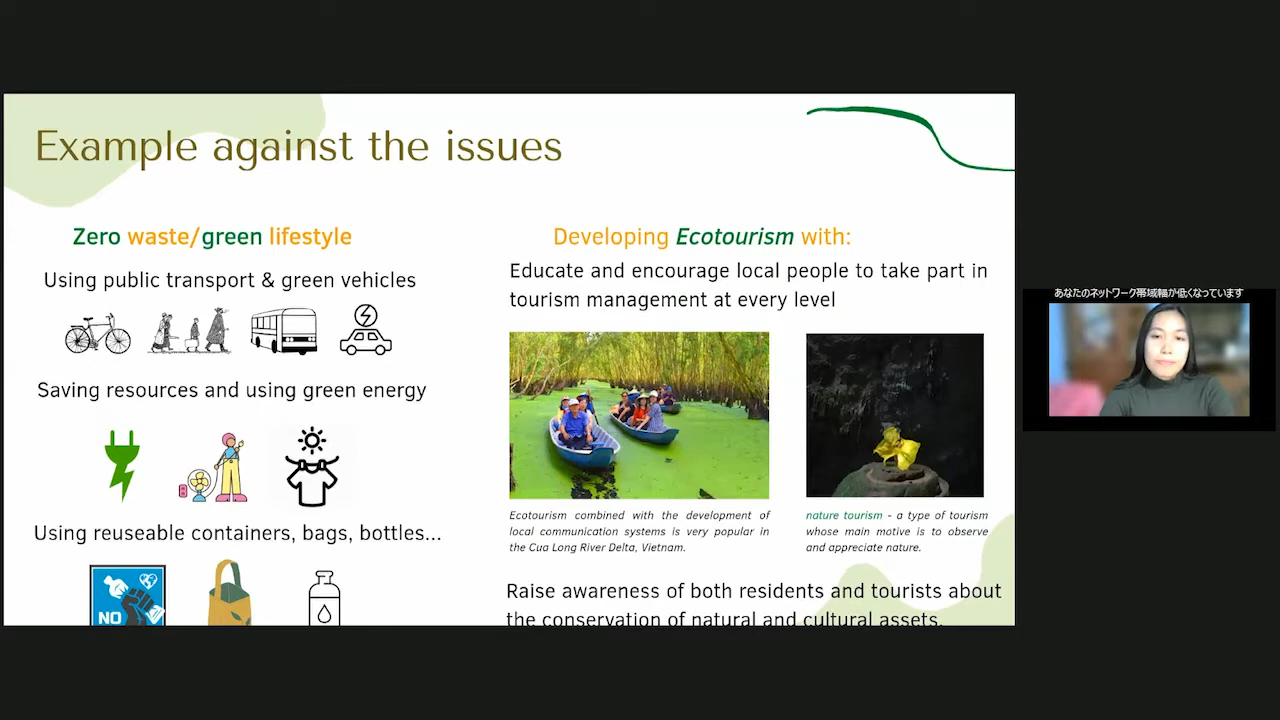 Example against the issues
Zero waste/green lifestyle
Using public transport & green vehicles
Saving resources and using green energy
Using reuseable containers, bags, bottles...
NO
Developing Ecotourism with:
Educate and encourage local people to take part in
tourism management at every level
Ecotourism combined with the development of
local communication systems is very popular in
the Cua Long River Delta, Vietnam.
nature tourism - a type of tourism
whose main motive is to observe
and appreciate nature.
Raise awareness of both residents and tourists about
the conservation of natural and cultural assets.
あなたのネットワーク帯域幅が低くなっています